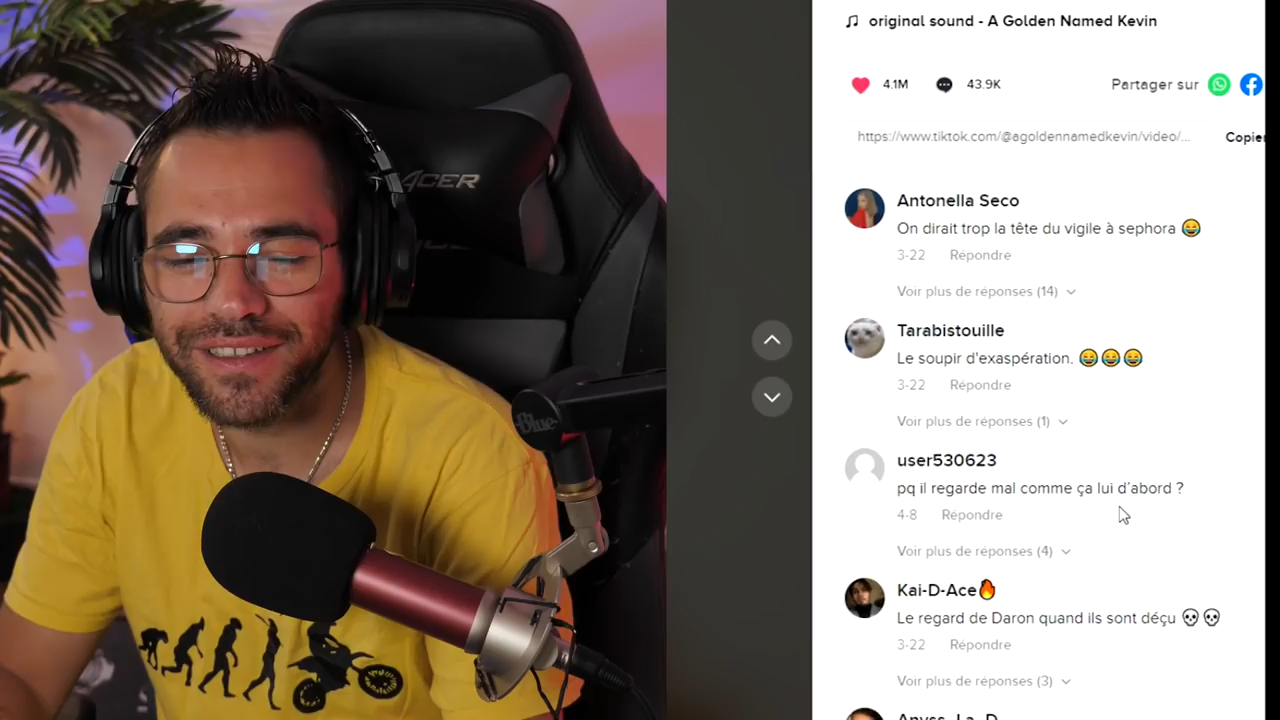 ACER
Blue
original sound - A Golden Named Kevin
4.1M
43.9K
Partager sur
https://www.tiktok.com/@agoldennamedkevin/video/...
Copier
Antonella Seco
On dirait trop la tête du vigile à sephora 😂
3-22 Répondre
Voir plus de réponses (14)
Tarabistouille
Le soupir d'exaspération. 😂😂😂
3-22 Répondre
Voir plus de réponses (1)
user530623
pq il regarde mal comme ça lui d'abord ?
4-8 Répondre
Voir plus de réponses (4)
Kai-D-Ace🔥
Le regard de Daron quand ils sont déçu 💀💀
3-22 Répondre
Voir plus de réponses (3)